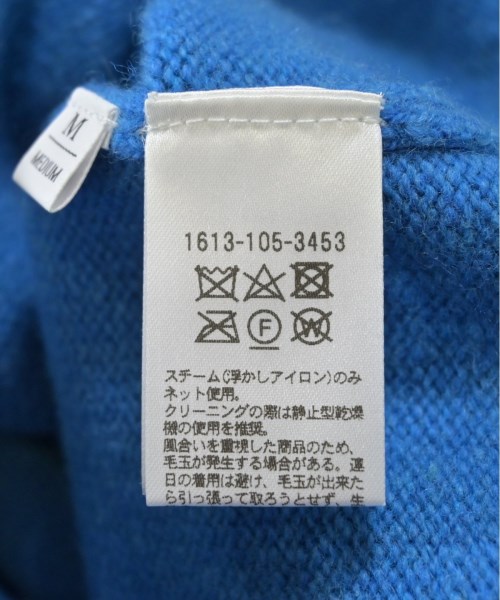 M
MEDIUM
1613-105-3453
F
W
スチーム(浮かしアイロン)のみ
ネット使用。
クリーニングの際は静止型乾燥
機の使用を推奨。
風合いを重視した商品のため、
毛玉が発生する場合がある。連
日の着用は避け、毛玉が出来た
ら引っ張って取ろうとせず、生